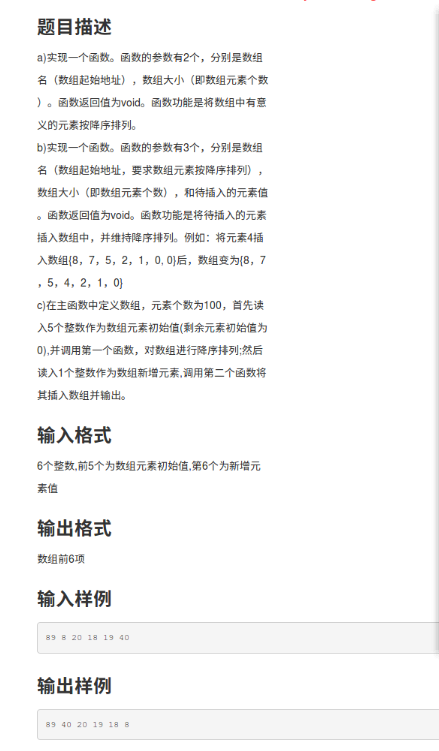 题目描述
a)实现一个函数。函数的参数有2个，分别是数组
名（数组起始地址），数组大小（即数组元素个数
）。函数返回值为void。函数功能是将数组中有意
义的元素按降序排列。
b)实现一个函数。函数的参数有3个，分别是数组
名（数组起始地址，要求数组元素按降序排列），
数组大小（即数组元素个数），和待插入的元素值
。函数返回值为void。函数功能是将待插入的元素
插入数组中，并维持降序排列。例如：将元素4插
入数组{8，7，5，2，1，0, 0}后，数组变为{8，7
，5，4，2，1，0}
c)在主函数中定义数组，元素个数为100，首先读
入5个整数作为数组元素初始值(剩余元素初始值为
0),并调用第一个函数，对数组进行降序排列;然后
读入1个整数作为数组新增元素,调用第二个函数将
其插入数组并输出。
输入格式
6个整数,前5个为数组元素初始值,第6个为新增元
素值
输出格式
数组前6项
输入样例
89 8 20 18 19 40
输出样例
89 40 20 19 18 8